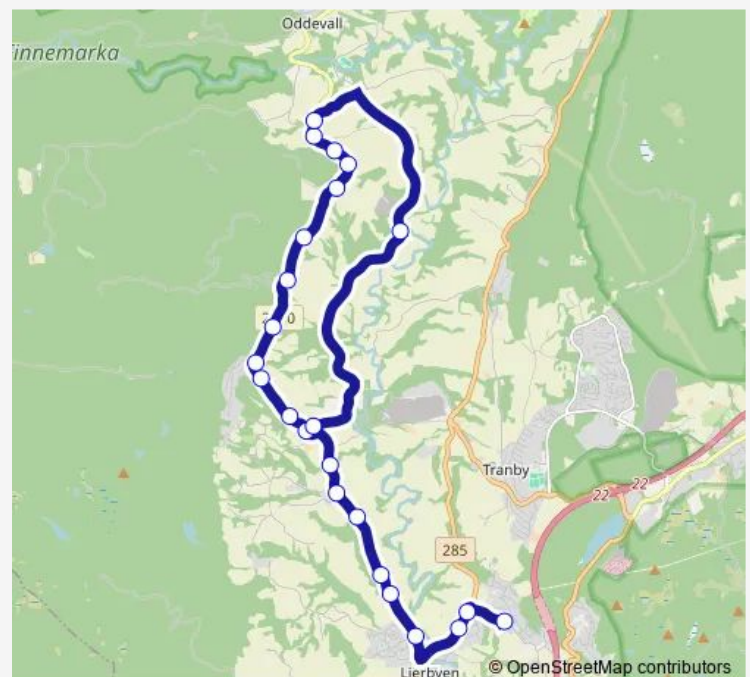 Oddevall
Finnemarka
Tranby
22
22
285
Lierbyen
© OpenStreetMap contributors